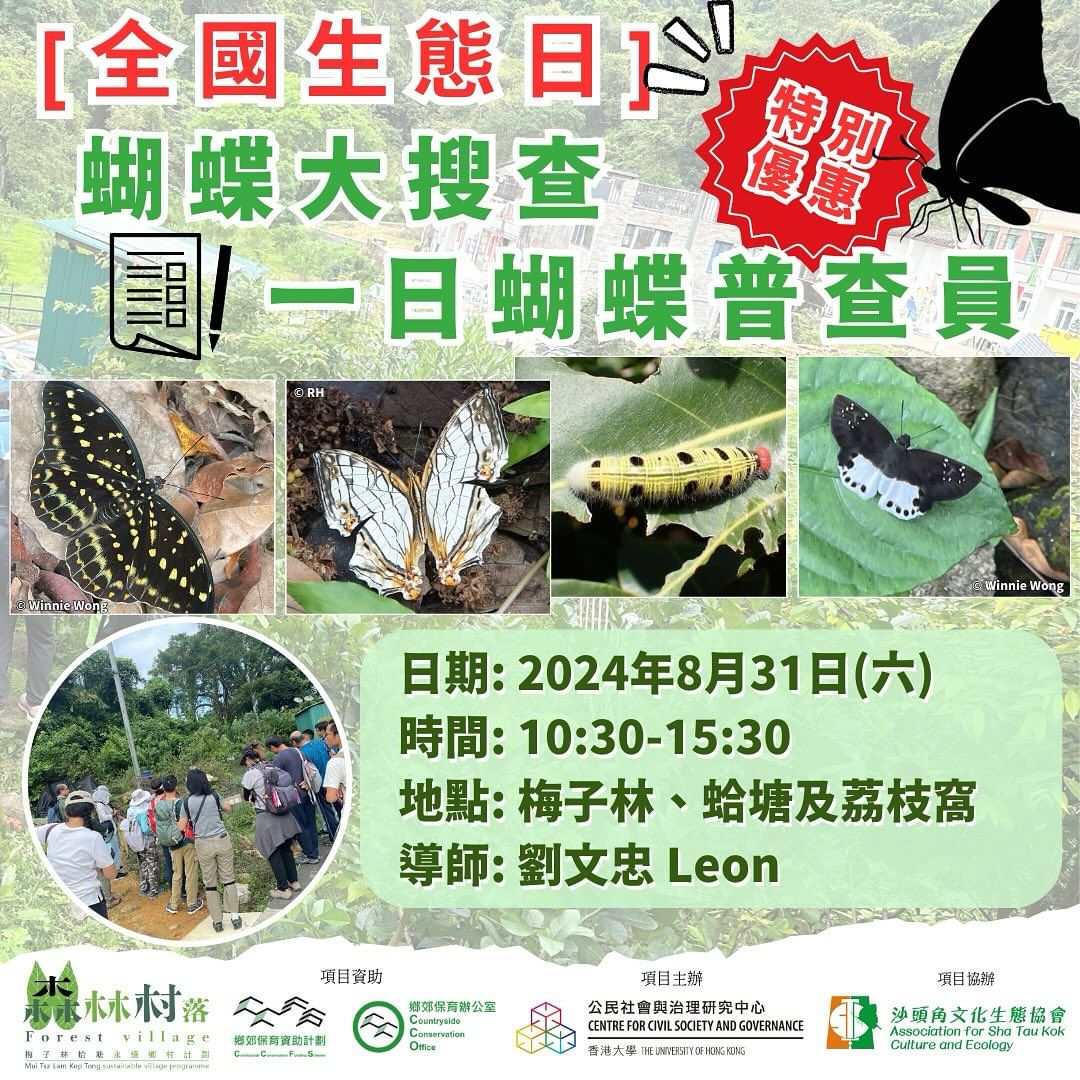 [全國生態日]
特別
優惠
蝴蝶大搜查
一日蝴蝶普查員
© RH
© Winnie Wong
© Winnie Wong
日期: 2024年8月31日(六)
時間: 10:30-15:30
地點: 梅子林、蛤塘及荔枝窩
導師: 劉文忠 Leon
項目資助
項目主辦
項目協辦
森林村落
Forest village
梅子林蛤塘永續鄉村計劃
Mui Tsz Lam Kop Tong sustainable village programme
鄉郊保育資助計劃
Countryside Conservation Funding Scheme
鄉郊保育辦公室
Countryside
Conservation
Office
公民社會與治理研究中心
CENTRE FOR CIVIL SOCIETY AND GOVERNANCE
香港大學 THE UNIVERSITY OF HONG KONG
沙頭角文化生態協會
Association for Sha Tau Kok
Culture and Ecology